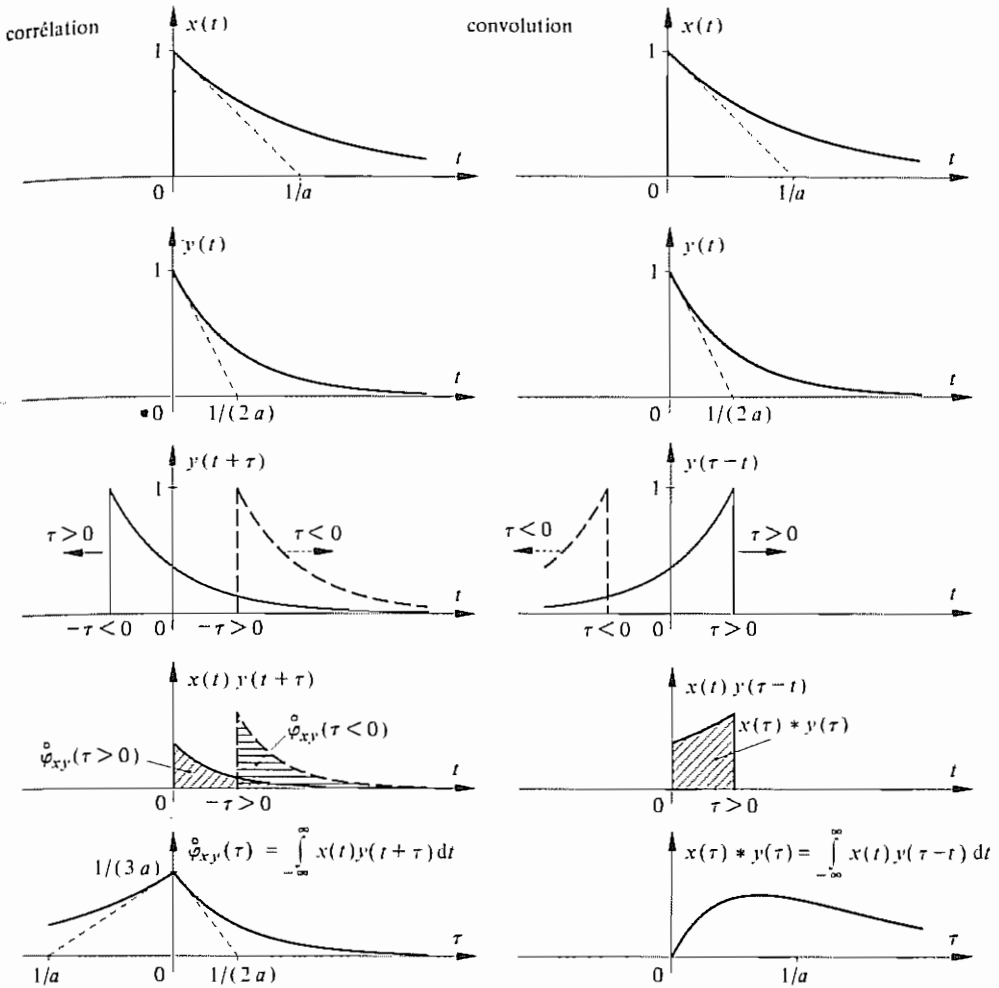 corrélation
x(t)
1
t
0
1/a
convolution
x(t)
1
t
0
1/a
y(t)
1
t
0
1/(2a)
y(t)
1
t
0
1/(2a)
y(t+τ)
1
τ>0
τ<0
t
-τ<0
0
-τ>0
y(τ-t)
1
τ<0
τ>0
t
τ<0
0
τ>0
x(t) y(t+τ)
φ̊xy(τ<0)
φ̊xy(τ>0)
t
0
-τ>0
x(t) y(τ-t)
x(τ) * y(τ)
t
0
τ>0
φ̊xy(τ) = ∫_{-∞}^{∞} x(t)y(t+τ)dt
1/(3a)
τ
1/a
0
1/(2a)
x(τ) * y(τ) = ∫_{-∞}^{∞} x(t) y(τ-t) dt
τ
0
1/a